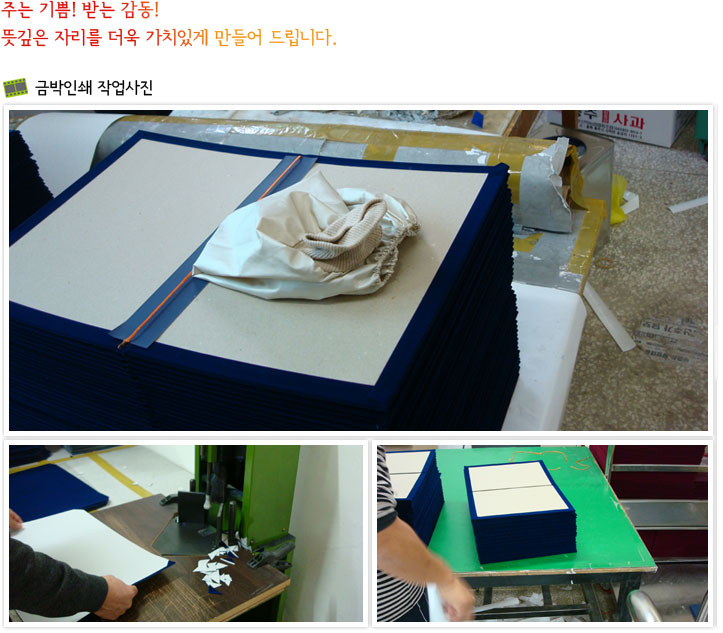 주는 기쁨! 받는 감동!
뜻깊은 자리를 더욱 가치있게 만들어 드립니다.
금박인쇄 작업사진
사과